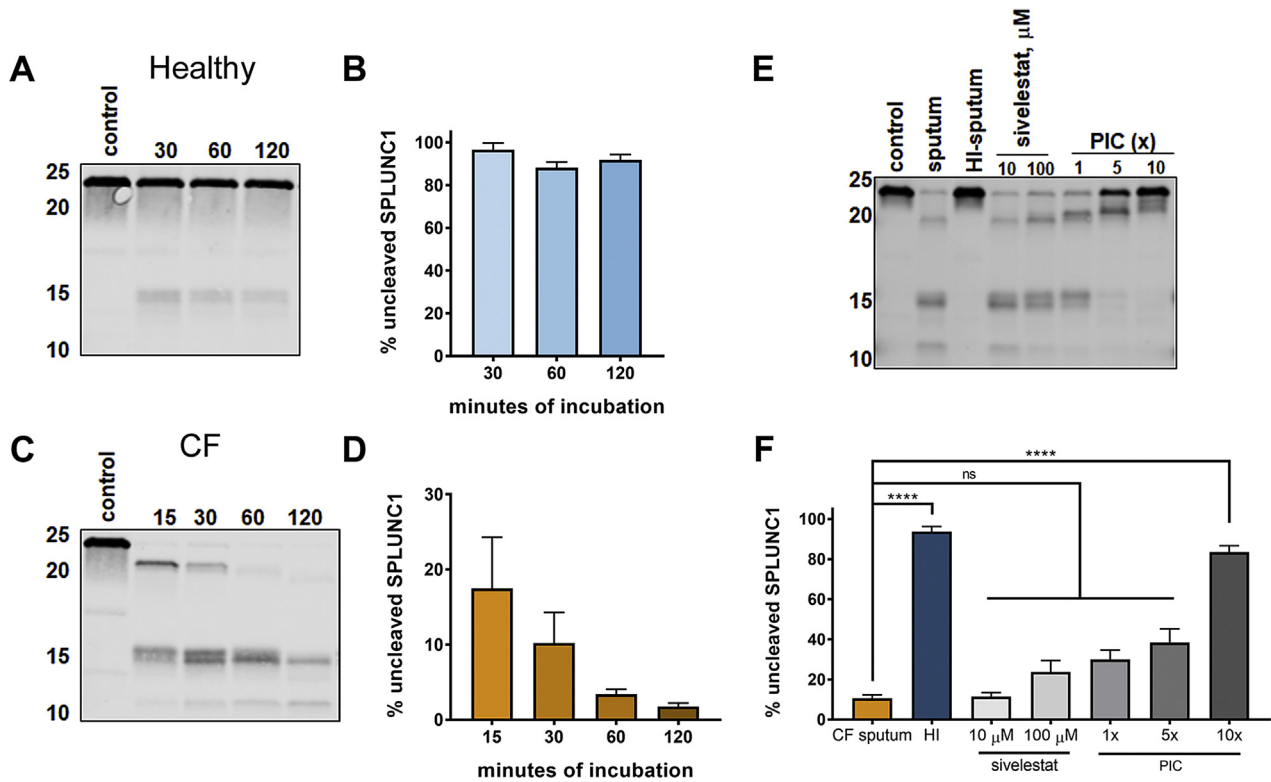 A
Healthy
control
30 60 120
25
20
15
10
B
% uncleaved SPLUNC1
100
80
60
40
20
0
30 60 120
minutes of incubation
C
CF
control
15 30 60 120
25
20
15
10
D
% uncleaved SPLUNC1
30
20
10
0
15 30 60 120
minutes of incubation
E
control
sputum
HI-sputum
sivelestat, µM
10 100
PIC (x)
1 5 10
25
20
15
10
F
****
ns
****
% uncleaved SPLUNC1
100
80
60
40
20
0
CF sputum HI 10 µM 100 µM 1x 5x 10x
sivelestat PIC